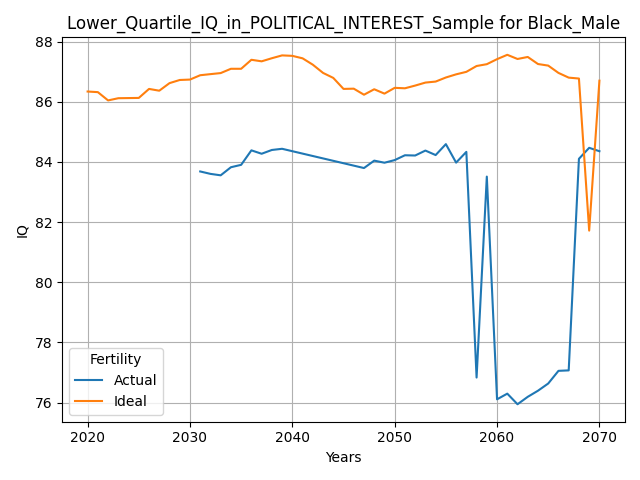 Lower_Quartile_IQ_in_POLITICAL_INTEREST_Sample for Black_Male
88
86
84
82
80
78
76
IQ
Fertility
Actual
Ideal
2020 2030 2040 2050 2060 2070
Years